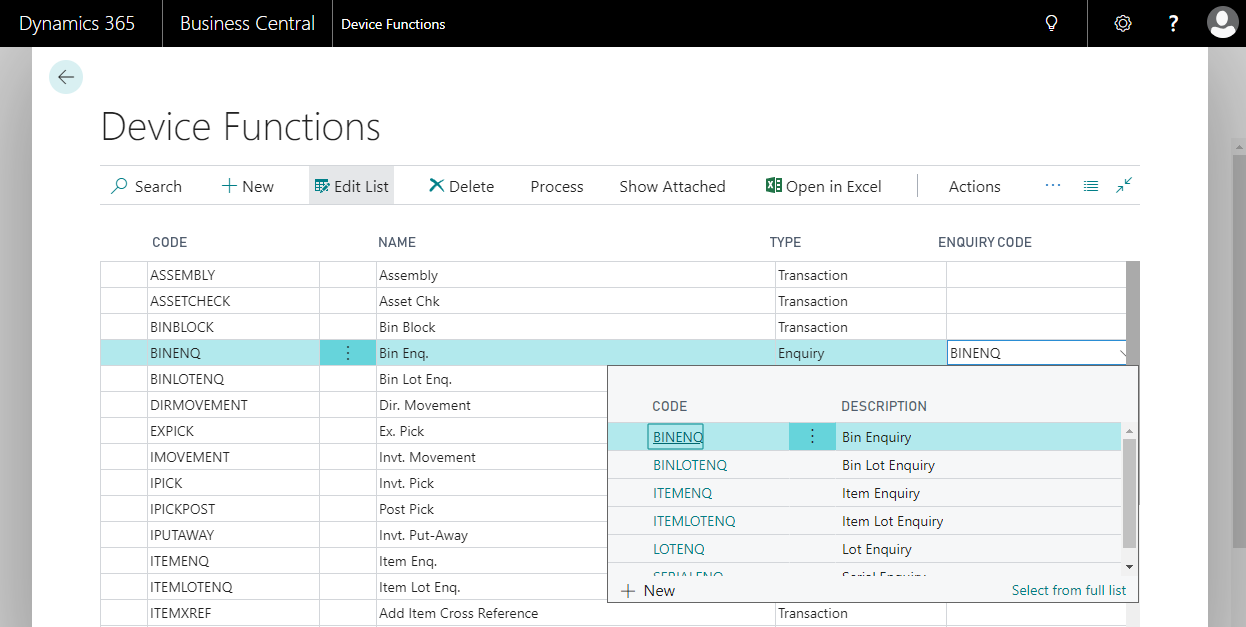 Dynamics 365 Business Central Device Functions ?
Device Functions
Search New Edit List Delete Process Show Attached Open in Excel Actions ...
CODE NAME TYPE ENQUIRY CODE
ASSEMBLY Assembly Transaction
ASSETCHECK Asset Chk Transaction
BINBLOCK Bin Block Transaction
BINENQ Bin Enq. Enquiry BINENQ
BINLOTENQ Bin Lot Enq.
DIRMOVEMENT Dir. Movement
EXPICK Ex. Pick
IMOVEMENT Invt. Movement
IPICK Invt. Pick
IPICKPOST Post Pick
IPUTAWAY Invt. Put-Away
ITEMENQ Item Enq.
ITEMLOTENQ Item Lot Enq.
ITEMXREF Add Item Cross Reference Transaction
CODE DESCRIPTION
BINENQ Bin Enquiry
BINLOTENQ Bin Lot Enquiry
ITEMENQ Item Enquiry
ITEMLOTENQ Item Lot Enquiry
LOTENQ Lot Enquiry
SERIALENQ Serial Enquiry
New Select from full list